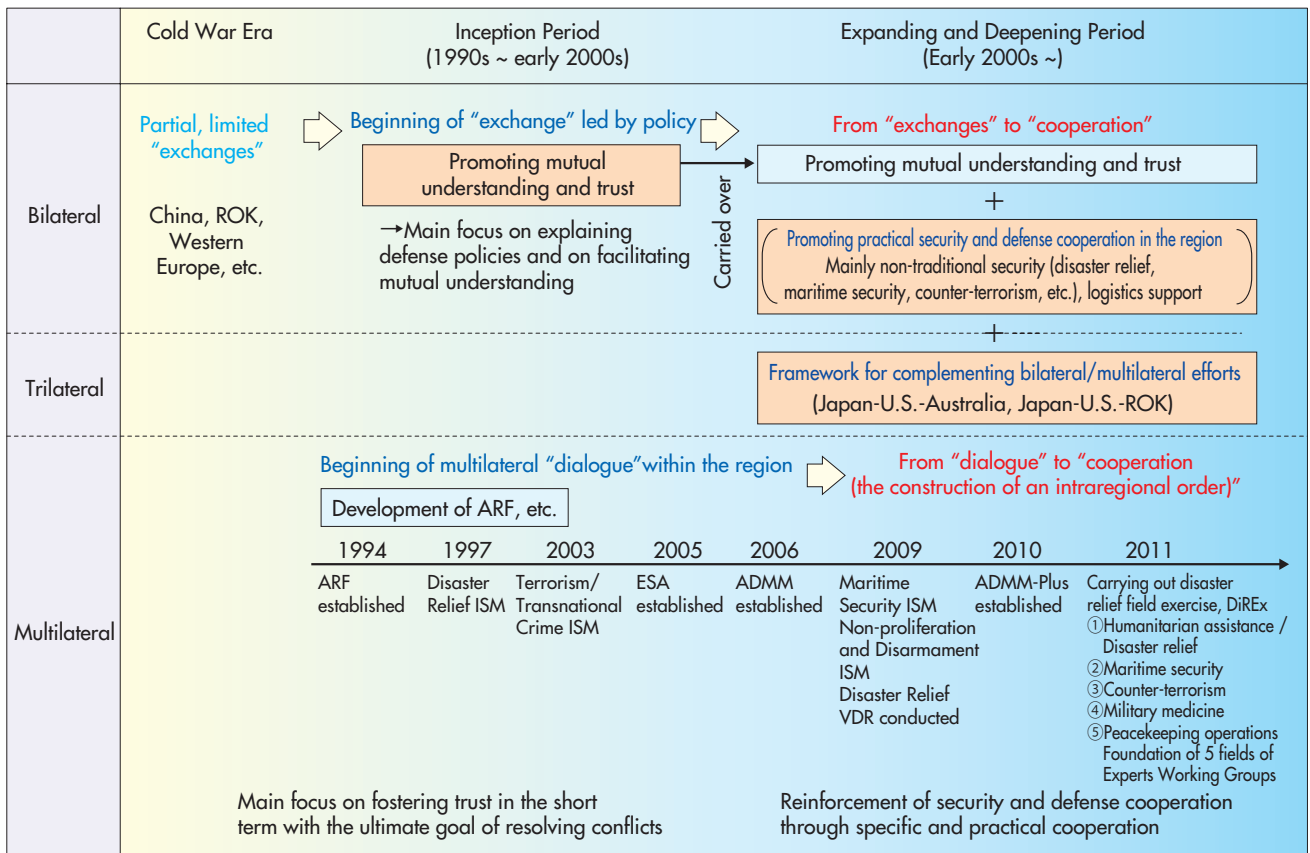 Cold War Era
Inception Period
(1990s ~ early 2000s)
Expanding and Deepening Period
(Early 2000s ~)
Bilateral
Partial, limited
“exchanges”
China, ROK,
Western
Europe, etc.
Beginning of “exchange” led by policy
Promoting mutual
understanding and trust
→Main focus on explaining
defense policies and on facilitating
mutual understanding
Carried over
From “exchanges” to “cooperation”
Promoting mutual understanding and trust
+
Promoting practical security and defense cooperation in the region
Mainly non-traditional security (disaster relief,
maritime security, counter-terrorism, etc.), logistics support
+
Trilateral
Framework for complementing bilateral/multilateral efforts
(Japan-U.S.-Australia, Japan-U.S.-ROK)
Multilateral
Beginning of multilateral “dialogue”within the region
From “dialogue” to “cooperation
(the construction of an intraregional order)”
Development of ARF, etc.
1994
ARF
established
1997
Disaster
Relief ISM
2003
Terrorism/
Transnational
Crime ISM
2005
ESA
established
2006
ADMM
established
2009
Maritime
Security ISM
Non-proliferation
and Disarmament
ISM
Disaster Relief
VDR conducted
2010
ADMM-Plus
established
2011
Carrying out disaster
relief field exercise, DiREx
①Humanitarian assistance /
Disaster relief
②Maritime security
③Counter-terrorism
④Military medicine
⑤Peacekeeping operations
Foundation of 5 fields of
Experts Working Groups
Main focus on fostering trust in the short
term with the ultimate goal of resolving conflicts
Reinforcement of security and defense cooperation
through specific and practical cooperation